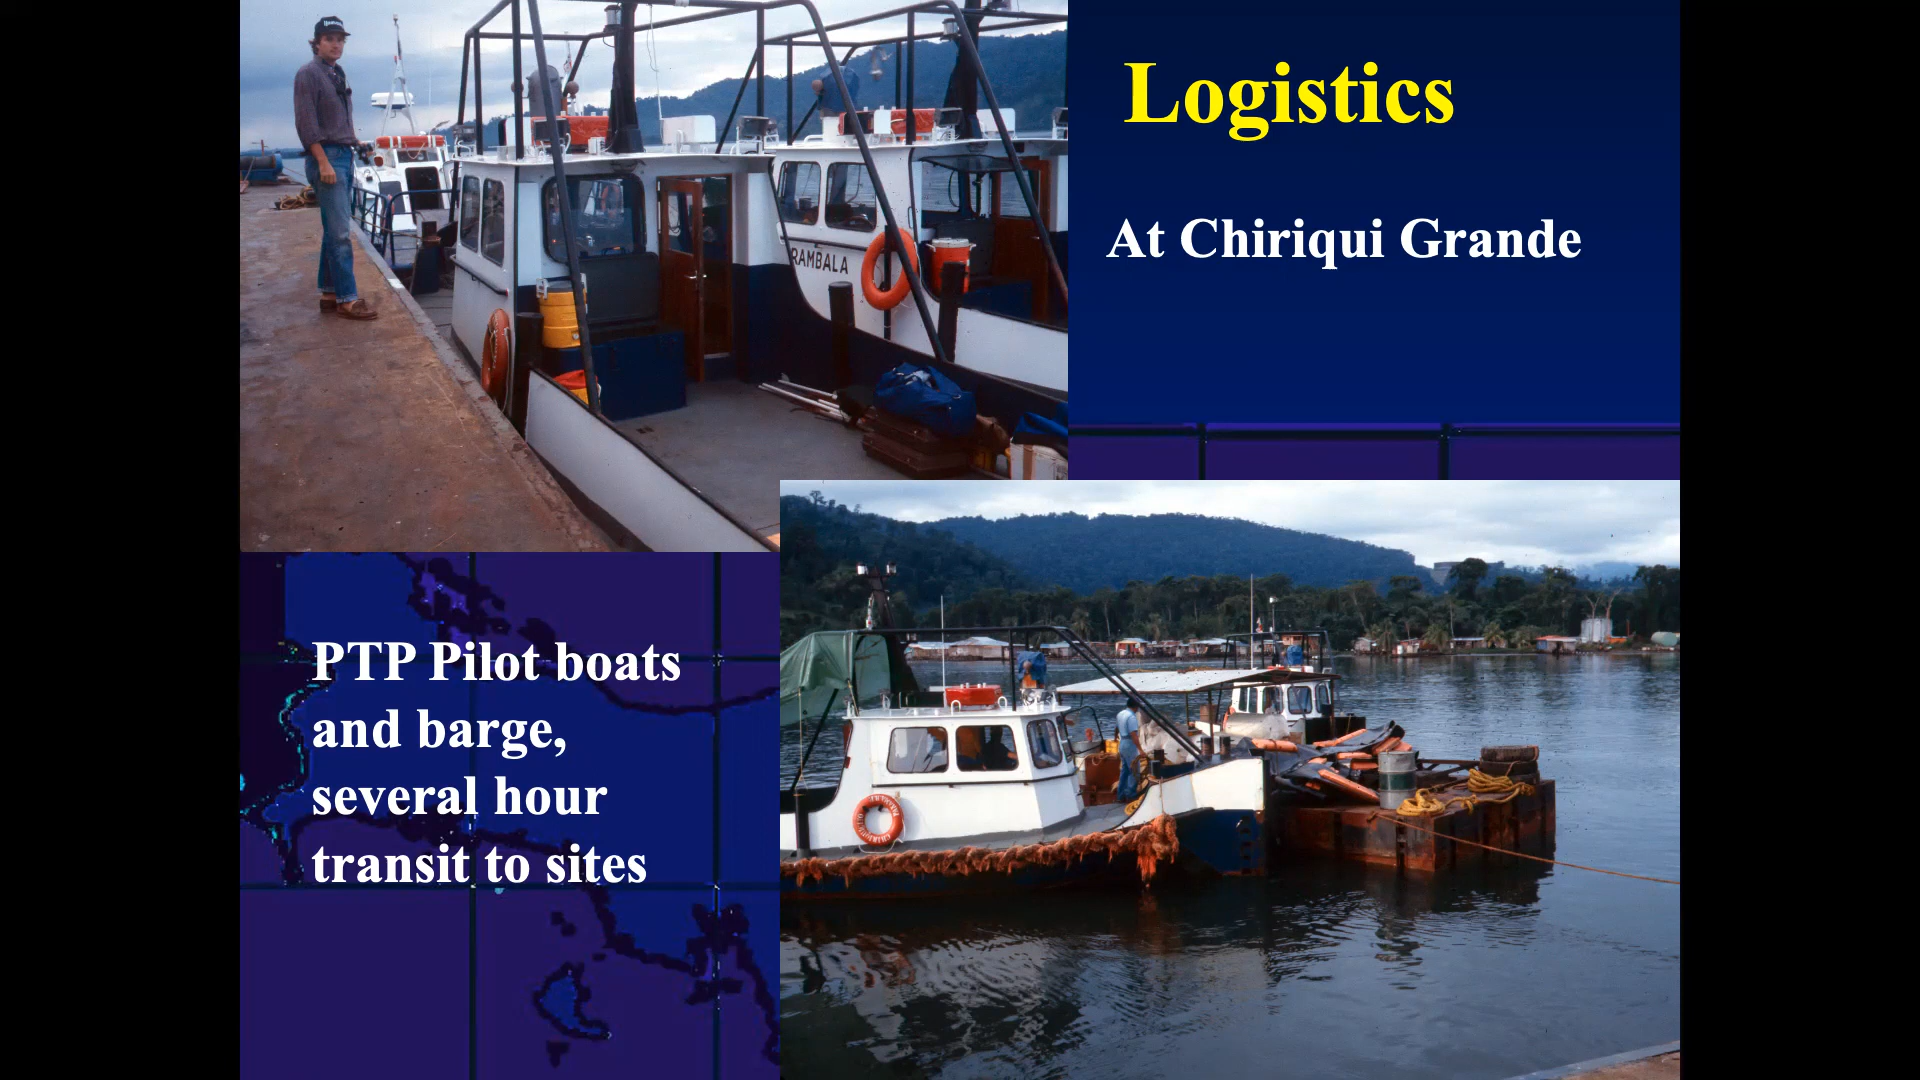 Logistics
At Chiriqui Grande
RAMBALA
PTP Pilot boats
and barge,
several hour
transit to sites